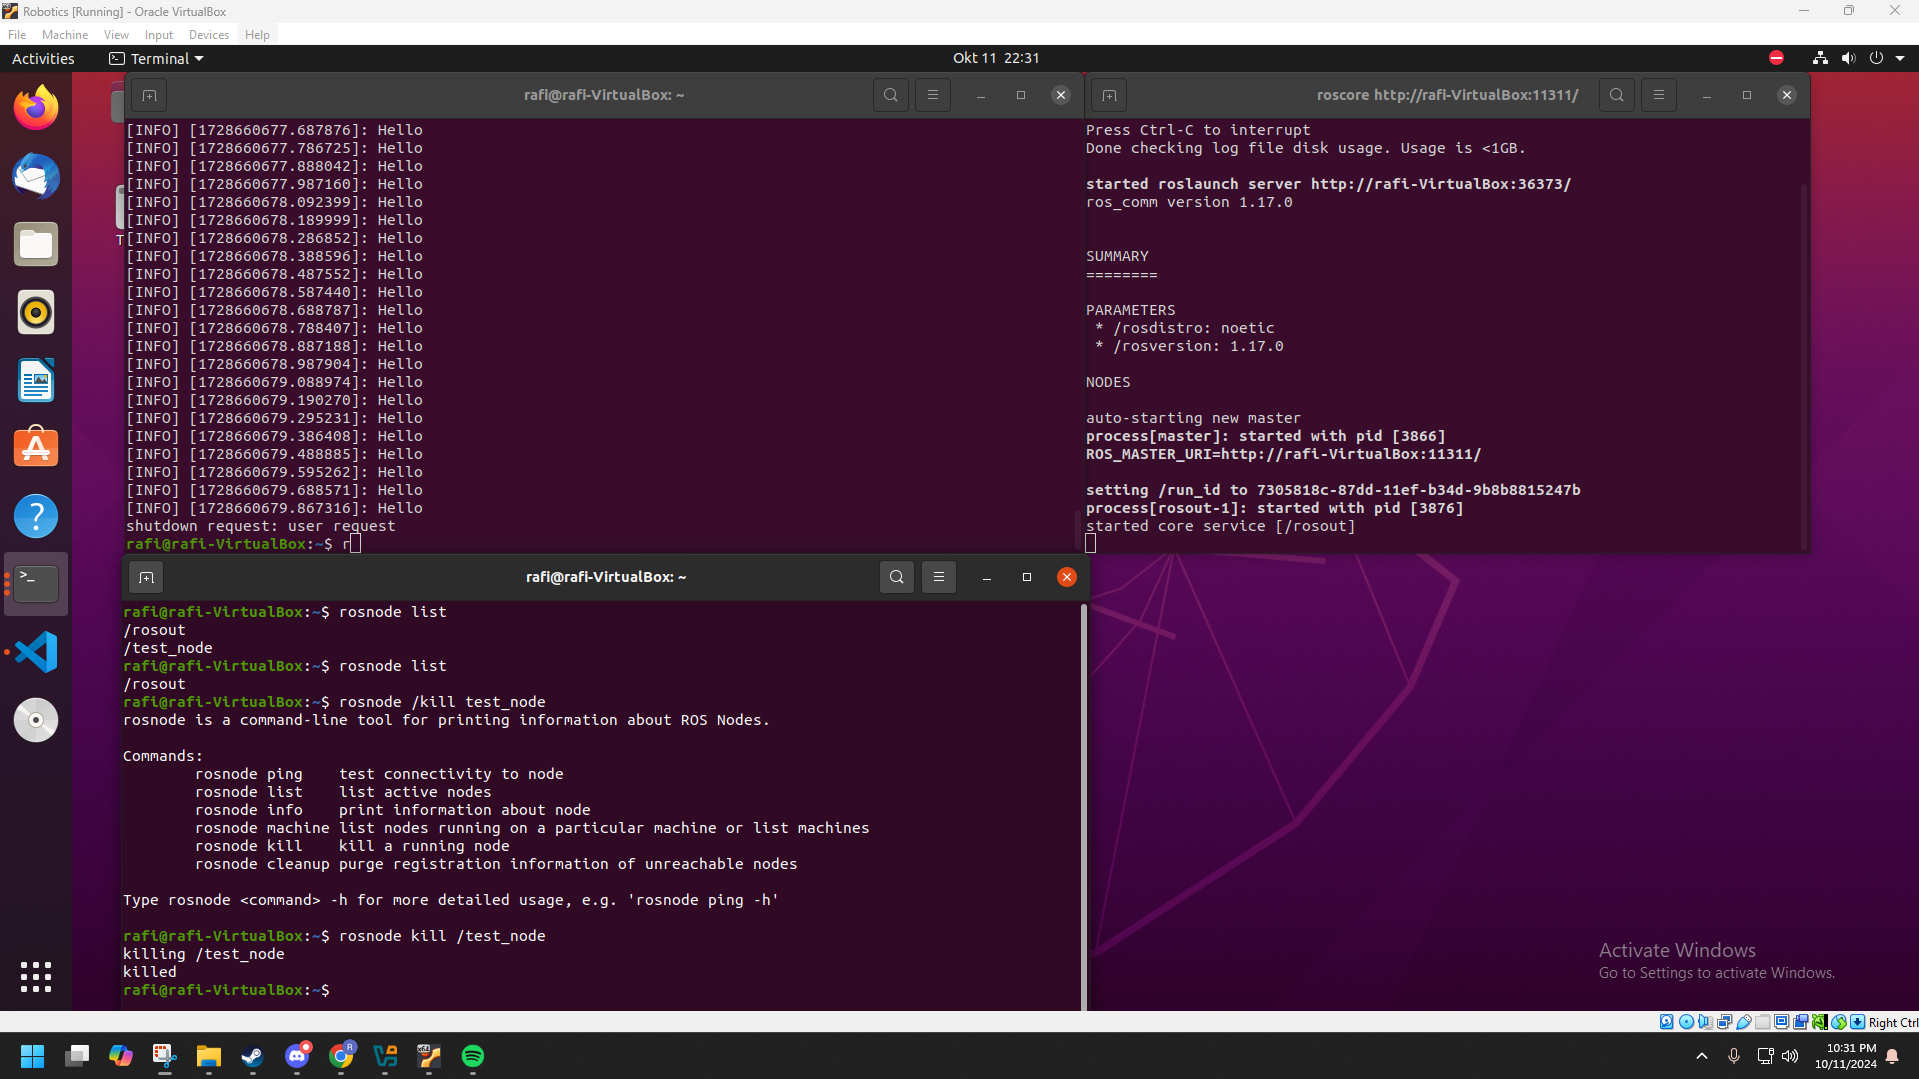 Robotics [Running] - Oracle VirtualBox
File Machine View Input Devices Help
Activities Terminal Okt 11 22:31
rafi@rafi-VirtualBox: ~
[INFO] [1728660677.687876]: Hello
[INFO] [1728660677.786725]: Hello
[INFO] [1728660677.888042]: Hello
[INFO] [1728660677.987160]: Hello
[INFO] [1728660678.092399]: Hello
[INFO] [1728660678.189999]: Hello
[INFO] [1728660678.286852]: Hello
[INFO] [1728660678.388596]: Hello
[INFO] [1728660678.487552]: Hello
[INFO] [1728660678.587440]: Hello
[INFO] [1728660678.688787]: Hello
[INFO] [1728660678.788407]: Hello
[INFO] [1728660678.887188]: Hello
[INFO] [1728660678.987904]: Hello
[INFO] [1728660679.088974]: Hello
[INFO] [1728660679.190270]: Hello
[INFO] [1728660679.295231]: Hello
[INFO] [1728660679.386408]: Hello
[INFO] [1728660679.488885]: Hello
[INFO] [1728660679.595262]: Hello
[INFO] [1728660679.688571]: Hello
[INFO] [1728660679.867316]: Hello
shutdown request: user request
rafi@rafi-VirtualBox:~$ r
roscore http://rafi-VirtualBox:11311/
Press Ctrl-C to interrupt
Done checking log file disk usage. Usage is <1GB.
started roslaunch server http://rafi-VirtualBox:36373/
ros_comm version 1.17.0
SUMMARY
========
PARAMETERS
* /rosdistro: noetic
* /rosversion: 1.17.0
NODES
auto-starting new master
process[master]: started with pid [3866]
ROS_MASTER_URI=http://rafi-VirtualBox:11311/
setting /run_id to 7305818c-87dd-11ef-b34d-9b8b8815247b
process[rosout-1]: started with pid [3876]
started core service [/rosout]
rafi@rafi-VirtualBox: ~
rafi@rafi-VirtualBox:~$ rosnode list
/rosout
/test_node
rafi@rafi-VirtualBox:~$ rosnode list
/rosout
rafi@rafi-VirtualBox:~$ rosnode /kill test_node
rosnode is a command-line tool for printing information about ROS Nodes.
Commands:
rosnode ping test connectivity to node
rosnode list list active nodes
rosnode info print information about node
rosnode machine list nodes running on a particular machine or list machines
rosnode kill kill a running node
rosnode cleanup purge registration information of unreachable nodes
Type rosnode <command> -h for more detailed usage, e.g. 'rosnode ping -h'
rafi@rafi-VirtualBox:~$ rosnode kill /test_node
killing /test_node
killed
rafi@rafi-VirtualBox:~$
Activate Windows
Go to Settings to activate Windows.
Right Ctrl
10:31 PM
10/11/2024